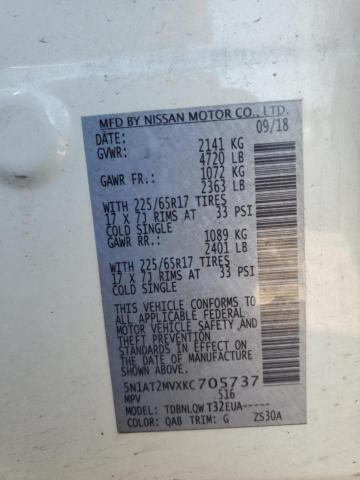 MFD BY NISSAN MOTOR CO., LTD.
DATE: 09/18
GVWR: 2141 KG
4720 LB
GAWR FR.: 1072 KG
2363 LB
WITH 225/65R17 TIRES
17 X 7J RIMS AT 33 PSI
COLD SINGLE
GAWR RR.: 1089 KG
2401 LB
WITH 225/65R17 TIRES
17 X 7J RIMS AT 33 PSI
COLD SINGLE
THIS VEHICLE CONFORMS TO
ALL APPLICABLE FEDERAL
MOTOR VEHICLE SAFETY AND
THEFT PREVENTION
STANDARDS IN EFFECT ON
THE DATE OF MANUFACTURE
SHOWN ABOVE.
5N1AT2MVXKC705737
MPV 516
MODEL: TDBNLQW T32EUA-----
COLOR: QAB TRIM: G ZS30A